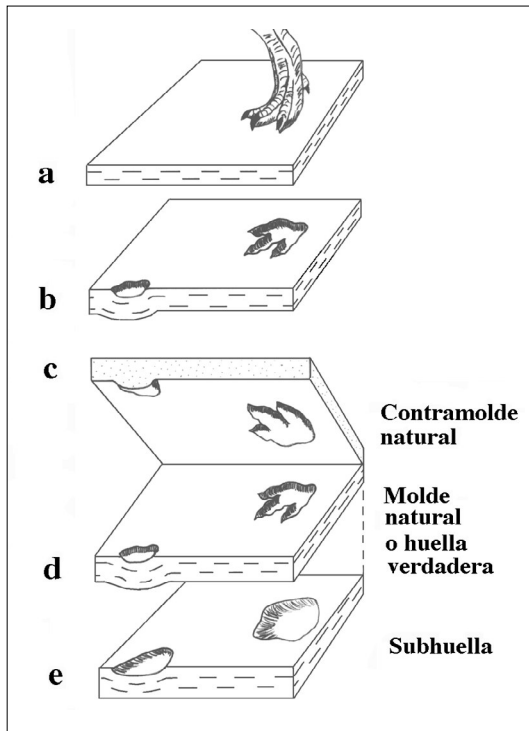 a
b
c
Contramolde
natural
Molde
natural
o huella
verdadera
d
Subhuella
e